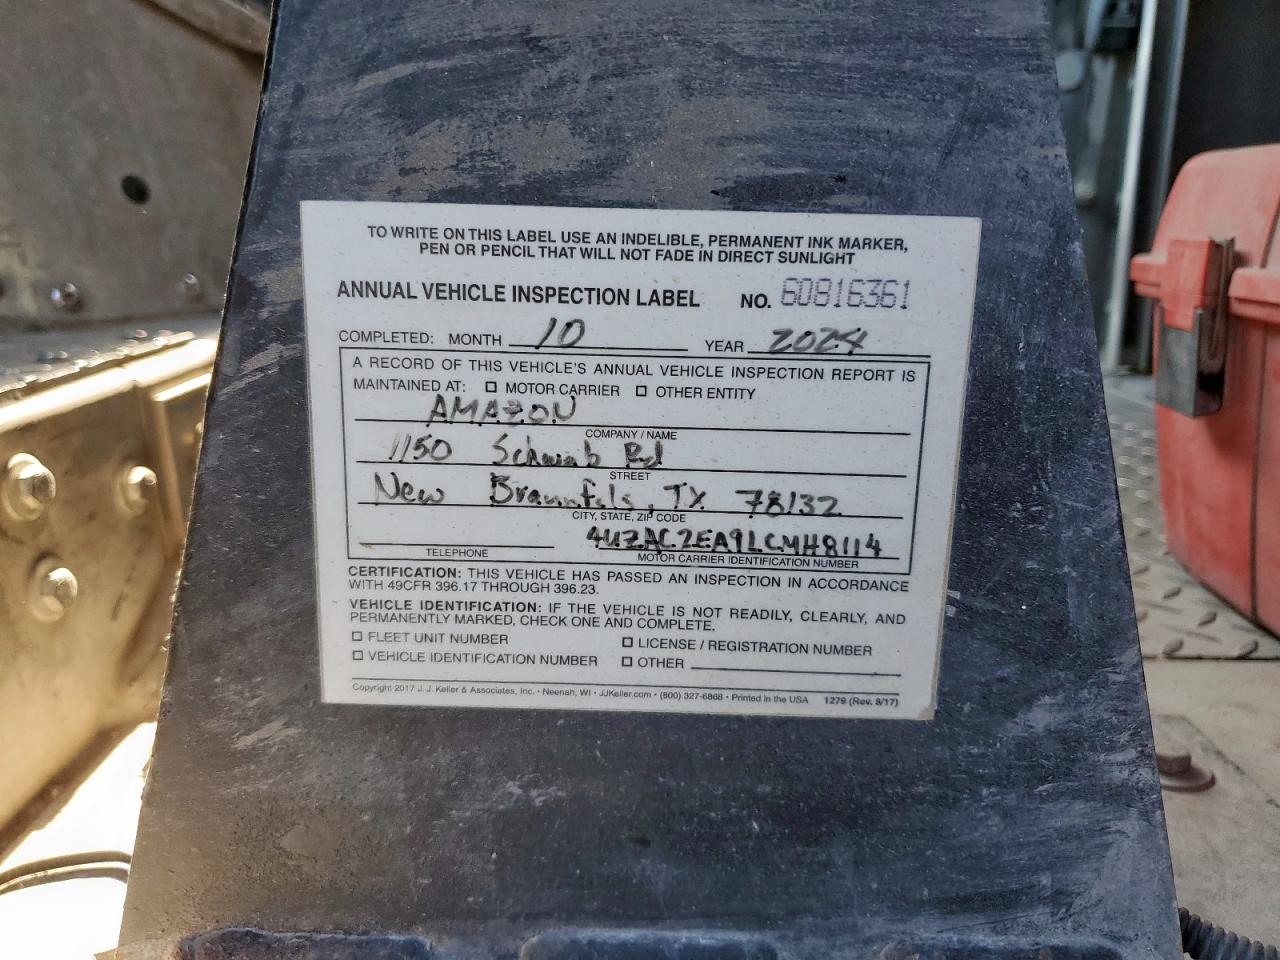 TO WRITE ON THIS LABEL USE AN INDELIBLE, PERMANENT INK MARKER,
PEN OR PENCIL THAT WILL NOT FADE IN DIRECT SUNLIGHT
ANNUAL VEHICLE INSPECTION LABEL NO. 60816361
COMPLETED: MONTH 10 YEAR 2024
A RECORD OF THIS VEHICLE'S ANNUAL VEHICLE INSPECTION REPORT IS
MAINTAINED AT: ☐ MOTOR CARRIER ☐ OTHER ENTITY
AMAZON
COMPANY / NAME
1150 Schwab Rd
STREET
New Braunfels, TX 78132
CITY, STATE, ZIP CODE
4UZAC2EA9LCMH8114
TELEPHONE MOTOR CARRIER IDENTIFICATION NUMBER
CERTIFICATION: THIS VEHICLE HAS PASSED AN INSPECTION IN ACCORDANCE
WITH 49CFR 396.17 THROUGH 396.23.
VEHICLE IDENTIFICATION: IF THE VEHICLE IS NOT READILY, CLEARLY, AND
PERMANENTLY MARKED, CHECK ONE AND COMPLETE.
☐ FLEET UNIT NUMBER ☐ LICENSE / REGISTRATION NUMBER
☐ VEHICLE IDENTIFICATION NUMBER ☐ OTHER
Copyright 2017 J. J. Keller & Associates, Inc. • Neenah, WI • JJKeller.com • (800) 327-6868 • Printed in the USA 1279 (Rev. 8/17)